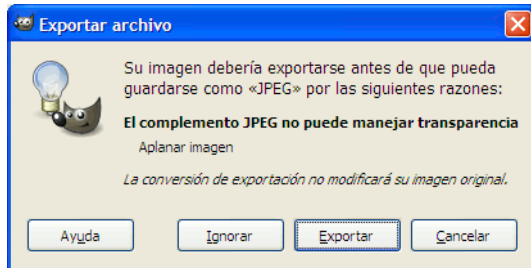 Exportar archivo
Su imagen debería exportarse antes de que pueda
guardarse como «JPEG» por las siguientes razones:
El complemento JPEG no puede manejar transparencia
Aplanar imagen
La conversión de exportación no modificará su imagen original.
Ayuda Ignorar Exportar Cancelar